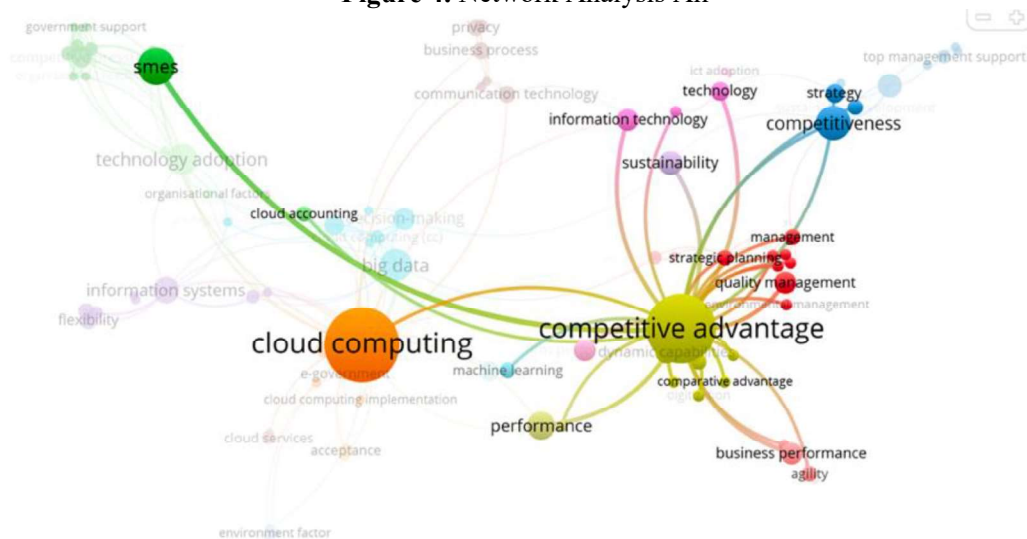 Figure 4. Network Analysis All
government support
privacy
business process
top management support
smes
ict adoption
communication technology
technology
strategy
information technology
competitiveness
technology adoption
sustainability
organisational factors
cloud accounting
decision-making
management
big data
strategic planning
information systems
quality management
environmental management
flexibility
competitive advantage
cloud computing
dynamic capabilities
e-government
machine learning
comparative advantage
cloud computing implementation
performance
cloud services
acceptance
business performance
agility
environment factor